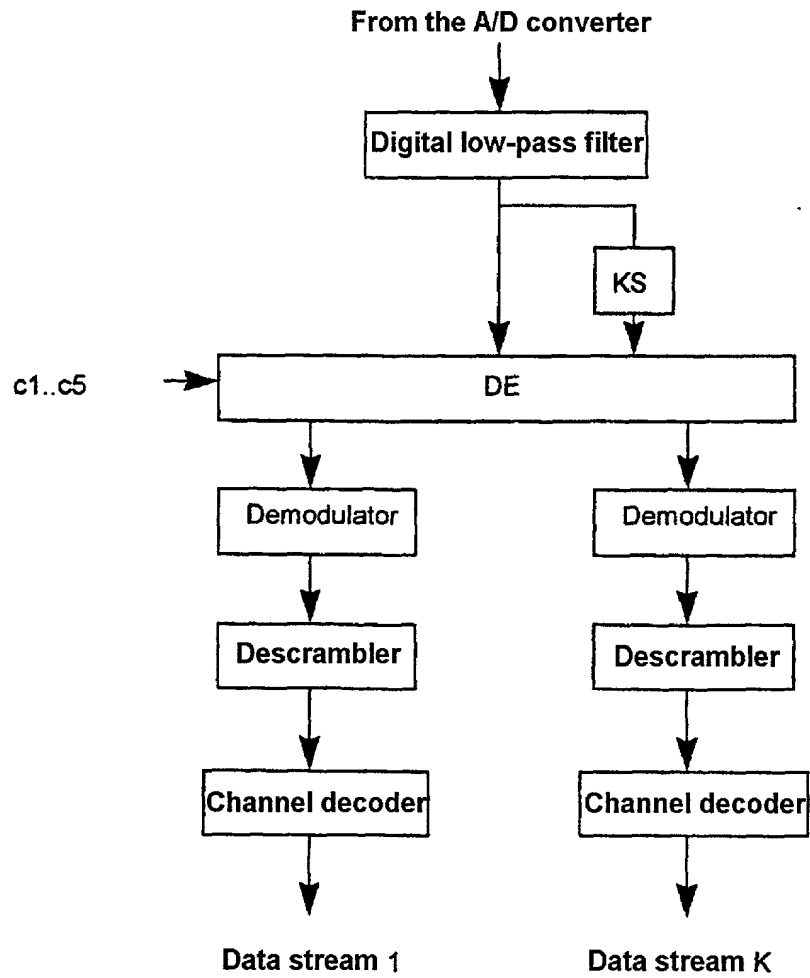 From the A/D converter
Digital low-pass filter
KS
c1..c5
DE
Demodulator
Demodulator
Descrambler
Descrambler
Channel decoder
Channel decoder
Data stream 1
Data stream K